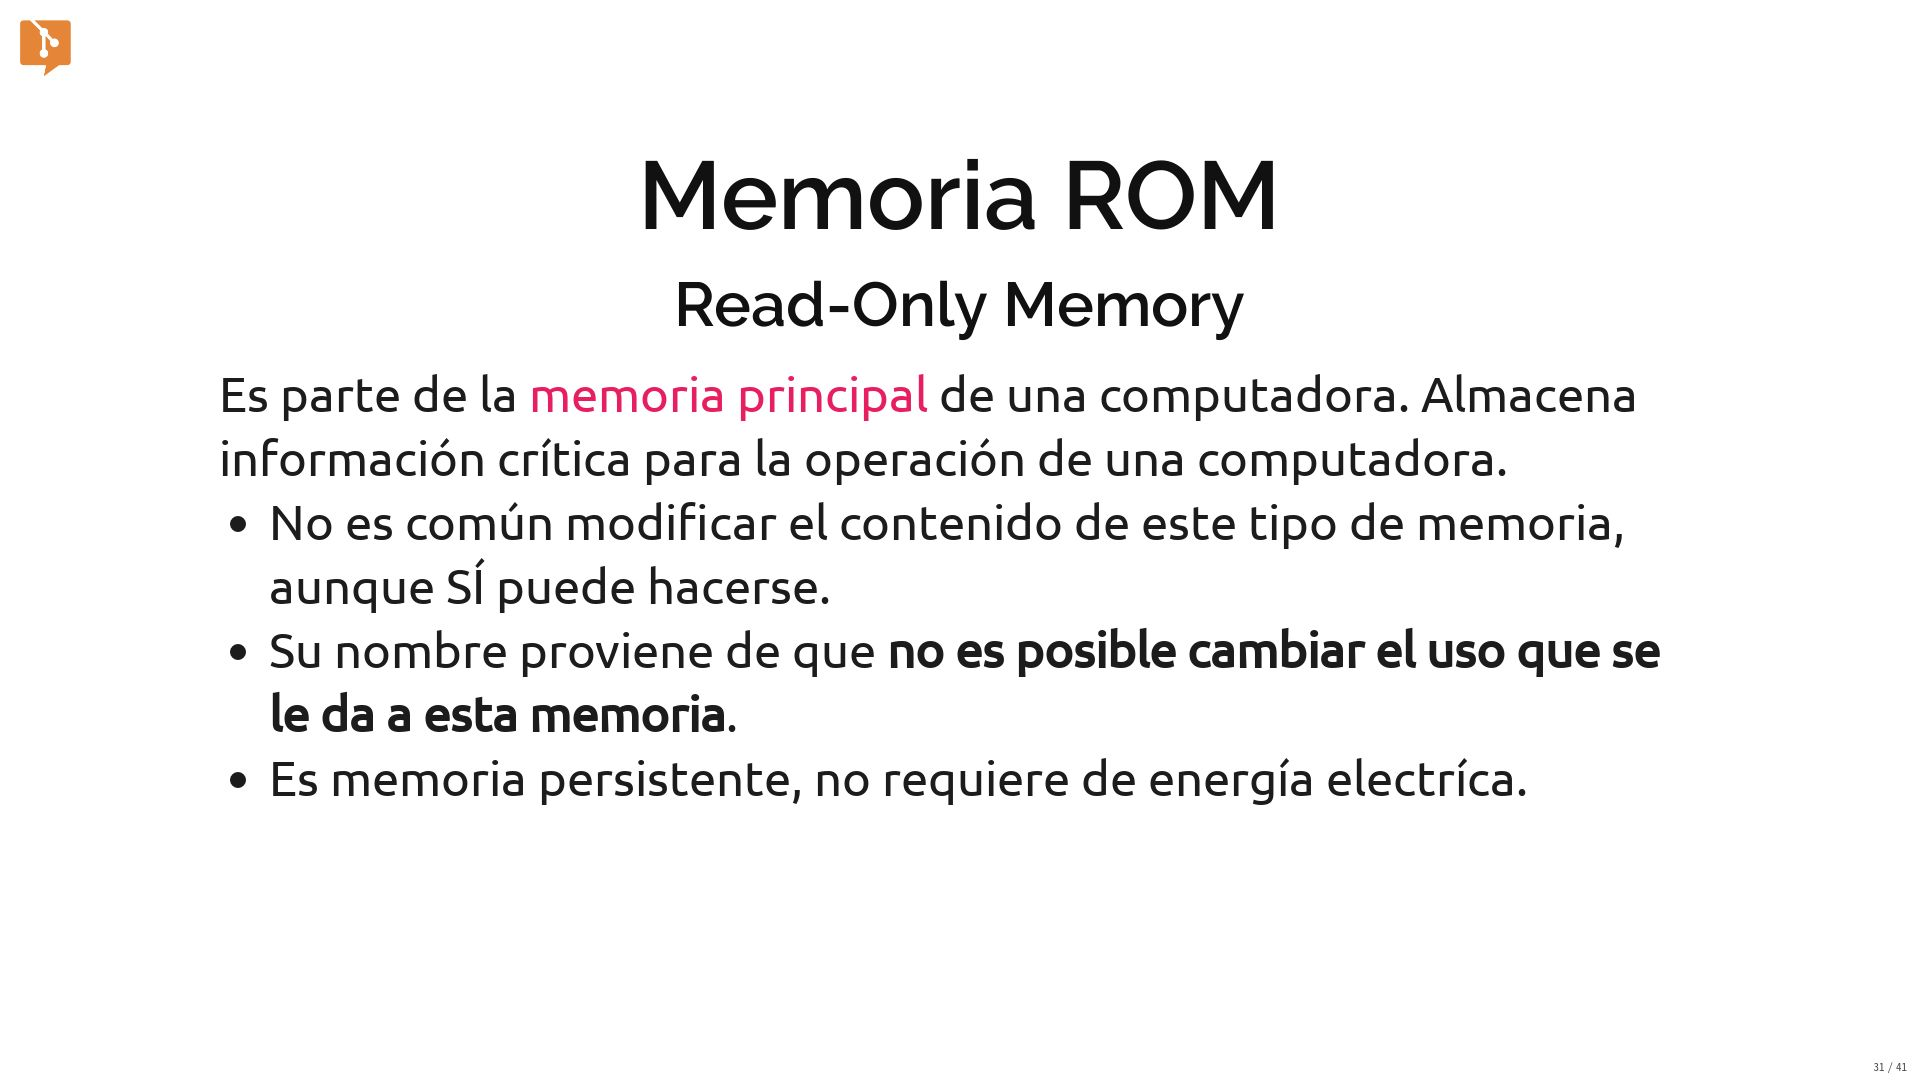 Memoria ROM
Read-Only Memory
Es parte de la memoria principal de una computadora. Almacena
información crítica para la operación de una computadora.
• No es común modificar el contenido de este tipo de memoria,
aunque SÍ puede hacerse.
• Su nombre proviene de que no es posible cambiar el uso que se
le da a esta memoria.
• Es memoria persistente, no requiere de energía electríca.
31 / 41